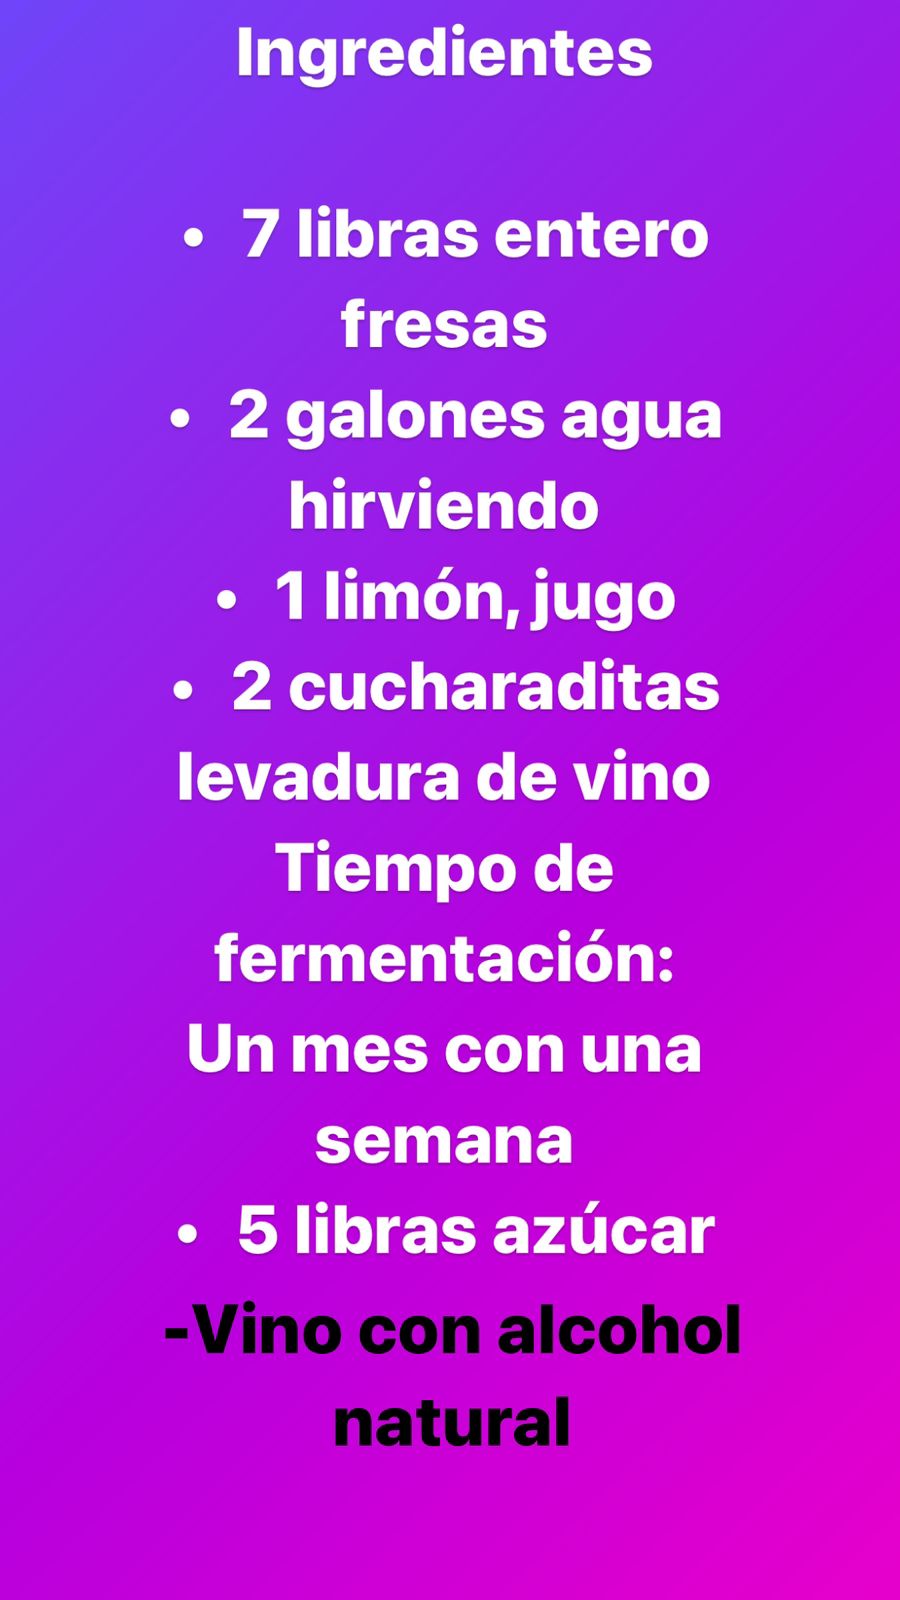 Ingredientes
• 7 libras entero
fresas
• 2 galones agua
hirviendo
• 1 limón, jugo
• 2 cucharaditas
levadura de vino
Tiempo de
fermentación:
Un mes con una
semana
• 5 libras azúcar
-Vino con alcohol
natural